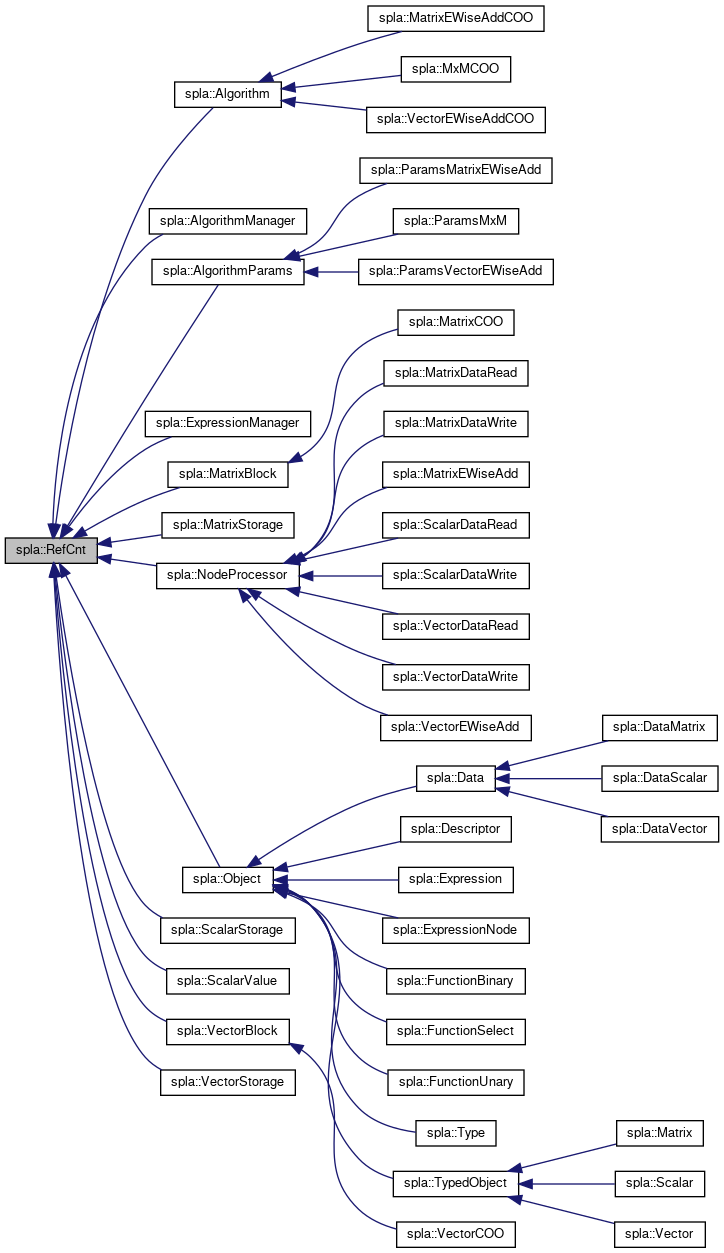 spla::MatrixEWiseAddCOO
spla::MxMCOO
spla::Algorithm
spla::VectorEWiseAddCOO
spla::ParamsMatrixEWiseAdd
spla::AlgorithmManager
spla::ParamsMxM
spla::AlgorithmParams
spla::ParamsVectorEWiseAdd
spla::MatrixCOO
spla::MatrixDataRead
spla::ExpressionManager
spla::MatrixDataWrite
spla::MatrixBlock
spla::MatrixEWiseAdd
spla::MatrixStorage
spla::ScalarDataRead
spla::RefCnt
spla::NodeProcessor
spla::ScalarDataWrite
spla::VectorDataRead
spla::VectorDataWrite
spla::VectorEWiseAdd
spla::DataMatrix
spla::Data
spla::DataScalar
spla::Descriptor
spla::DataVector
spla::Object
spla::Expression
spla::ScalarStorage
spla::ExpressionNode
spla::ScalarValue
spla::FunctionBinary
spla::VectorBlock
spla::FunctionSelect
spla::VectorStorage
spla::FunctionUnary
spla::Type
spla::Matrix
spla::TypedObject
spla::Scalar
spla::VectorCOO
spla::Vector